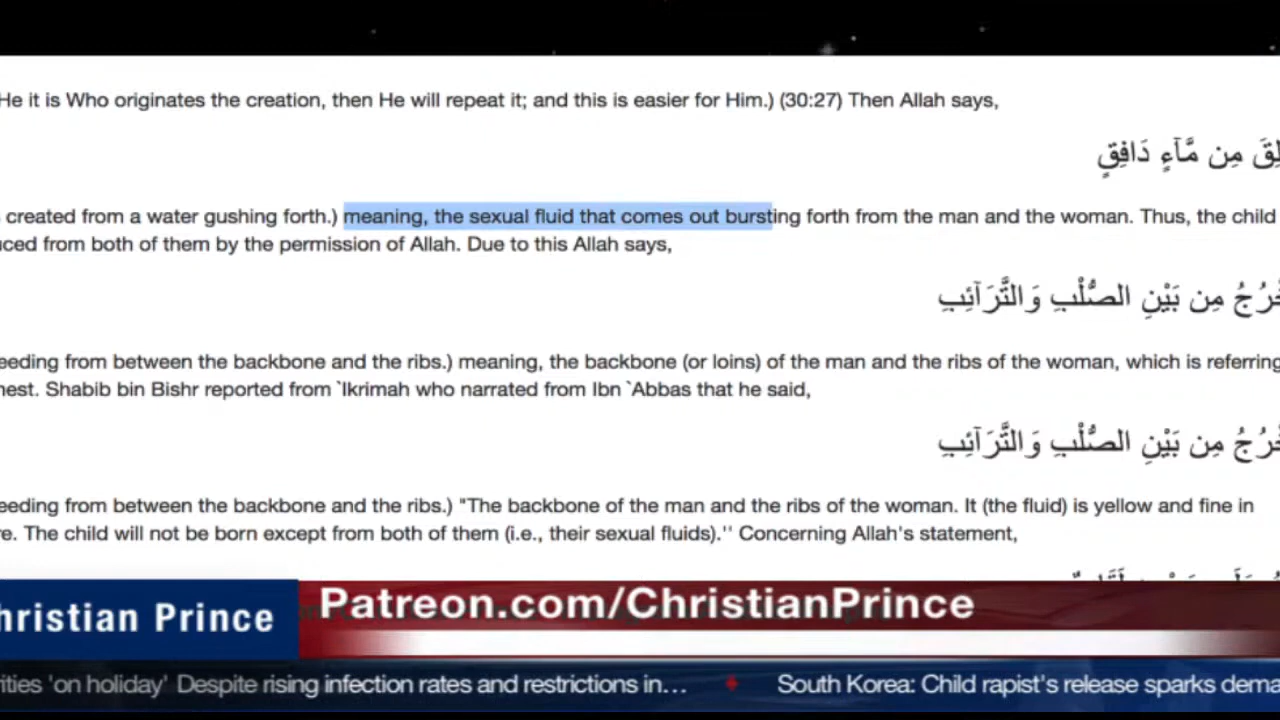 He it is Who originates the creation, then He will repeat it; and this is easier for Him.) (30:27) Then Allah says,
لِقَ مِن مَّآءٍ دَافِقٍ
created from a water gushing forth.) meaning, the sexual fluid that comes out bursting forth from the man and the woman. Thus, the child
uced from both of them by the permission of Allah. Due to this Allah says,
خْرُجُ مِن بَيْنِ الصُّلْبِ وَالتَّرَآئِبِ
eeding from between the backbone and the ribs.) meaning, the backbone (or loins) of the man and the ribs of the woman, which is referring
hest. Shabib bin Bishr reported from `Ikrimah who narrated from Ibn `Abbas that he said,
خْرُجُ مِن بَيْنِ الصُّلْبِ وَالتَّرَآئِبِ
eeding from between the backbone and the ribs.) "The backbone of the man and the ribs of the woman. It (the fluid) is yellow and fine in
e. The child will not be born except from both of them (i.e., their sexual fluids).'' Concerning Allah's statement,
hristian Prince
Patreon.com/ChristianPrince
rities 'on holiday' Despite rising infection rates and restrictions in... South Korea: Child rapist's release sparks dema